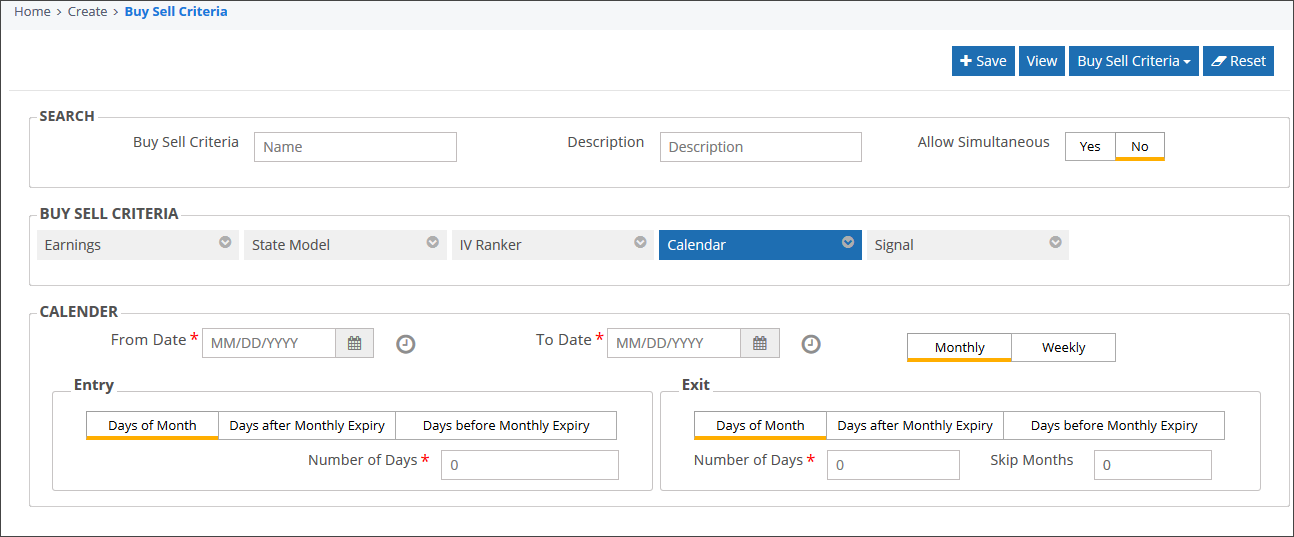 Home > Create > Buy Sell Criteria
Save View Buy Sell Criteria Reset
SEARCH
Buy Sell Criteria Name Description Description Allow Simultaneous Yes No
BUY SELL CRITERIA
Earnings State Model IV Ranker Calendar Signal
CALENDER
From Date * MM/DD/YYYY To Date * MM/DD/YYYY Monthly Weekly
Entry Exit
Days of Month Days after Monthly Expiry Days before Monthly Expiry Days of Month Days after Monthly Expiry Days before Monthly Expiry
Number of Days * 0 Number of Days * 0 Skip Months 0